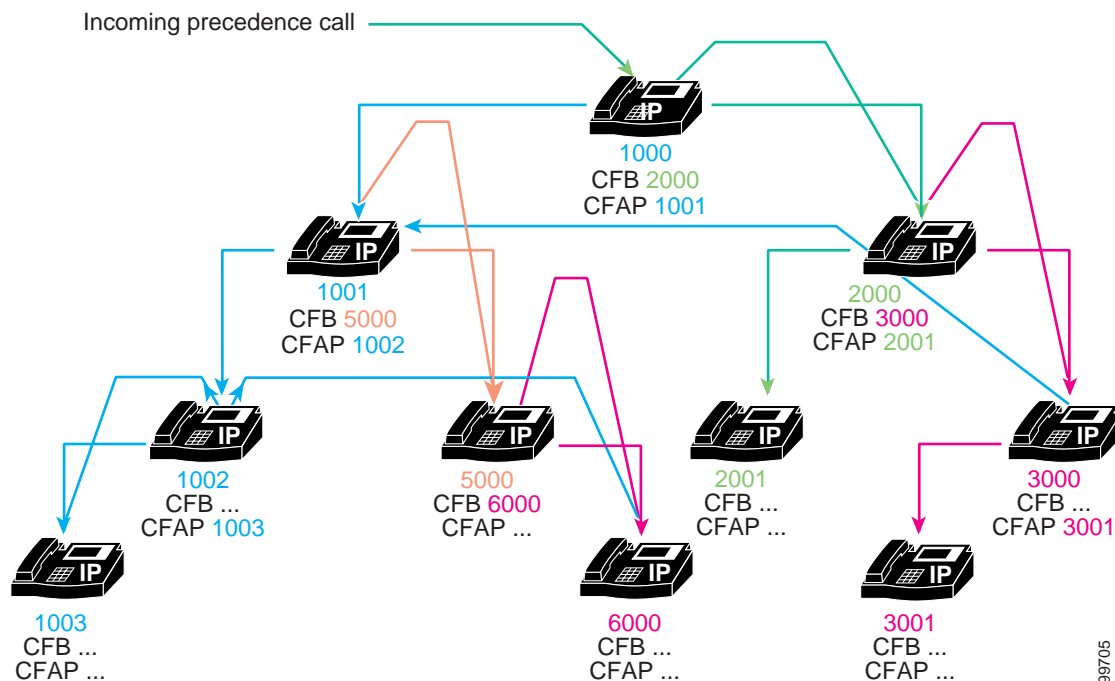 Incoming precedence call
IP
1000
CFB 2000
CFAP 1001
IP
1001
CFB 5000
CFAP 1002
IP
2000
CFB 3000
CFAP 2001
IP
1002
CFB ...
CFAP 1003
IP
5000
CFB 6000
CFAP ...
IP
2001
CFB ...
CFAP ...
IP
3000
CFB ...
CFAP 3001
IP
1003
CFB ...
CFAP ...
IP
6000
CFB ...
CFAP ...
IP
3001
CFB ...
CFAP ...
99705